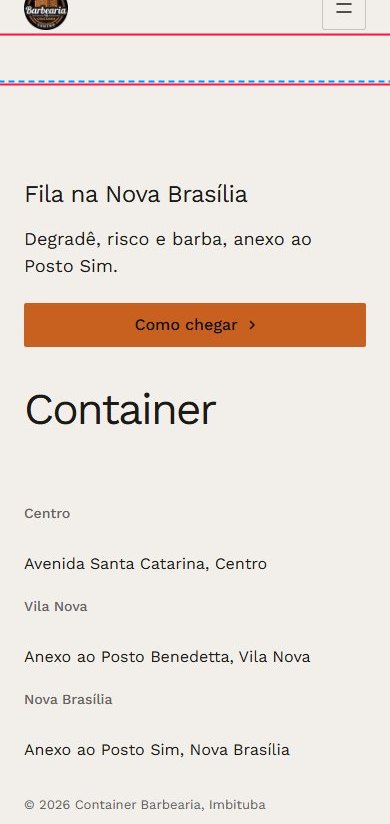 Barbearia
Fila na Nova Brasília
Degradê, risco e barba, anexo ao
Posto Sim.
Como chegar
Container
Centro
Avenida Santa Catarina, Centro
Vila Nova
Anexo ao Posto Benedetta, Vila Nova
Nova Brasília
Anexo ao Posto Sim, Nova Brasília
© 2026 Container Barbearia, Imbituba